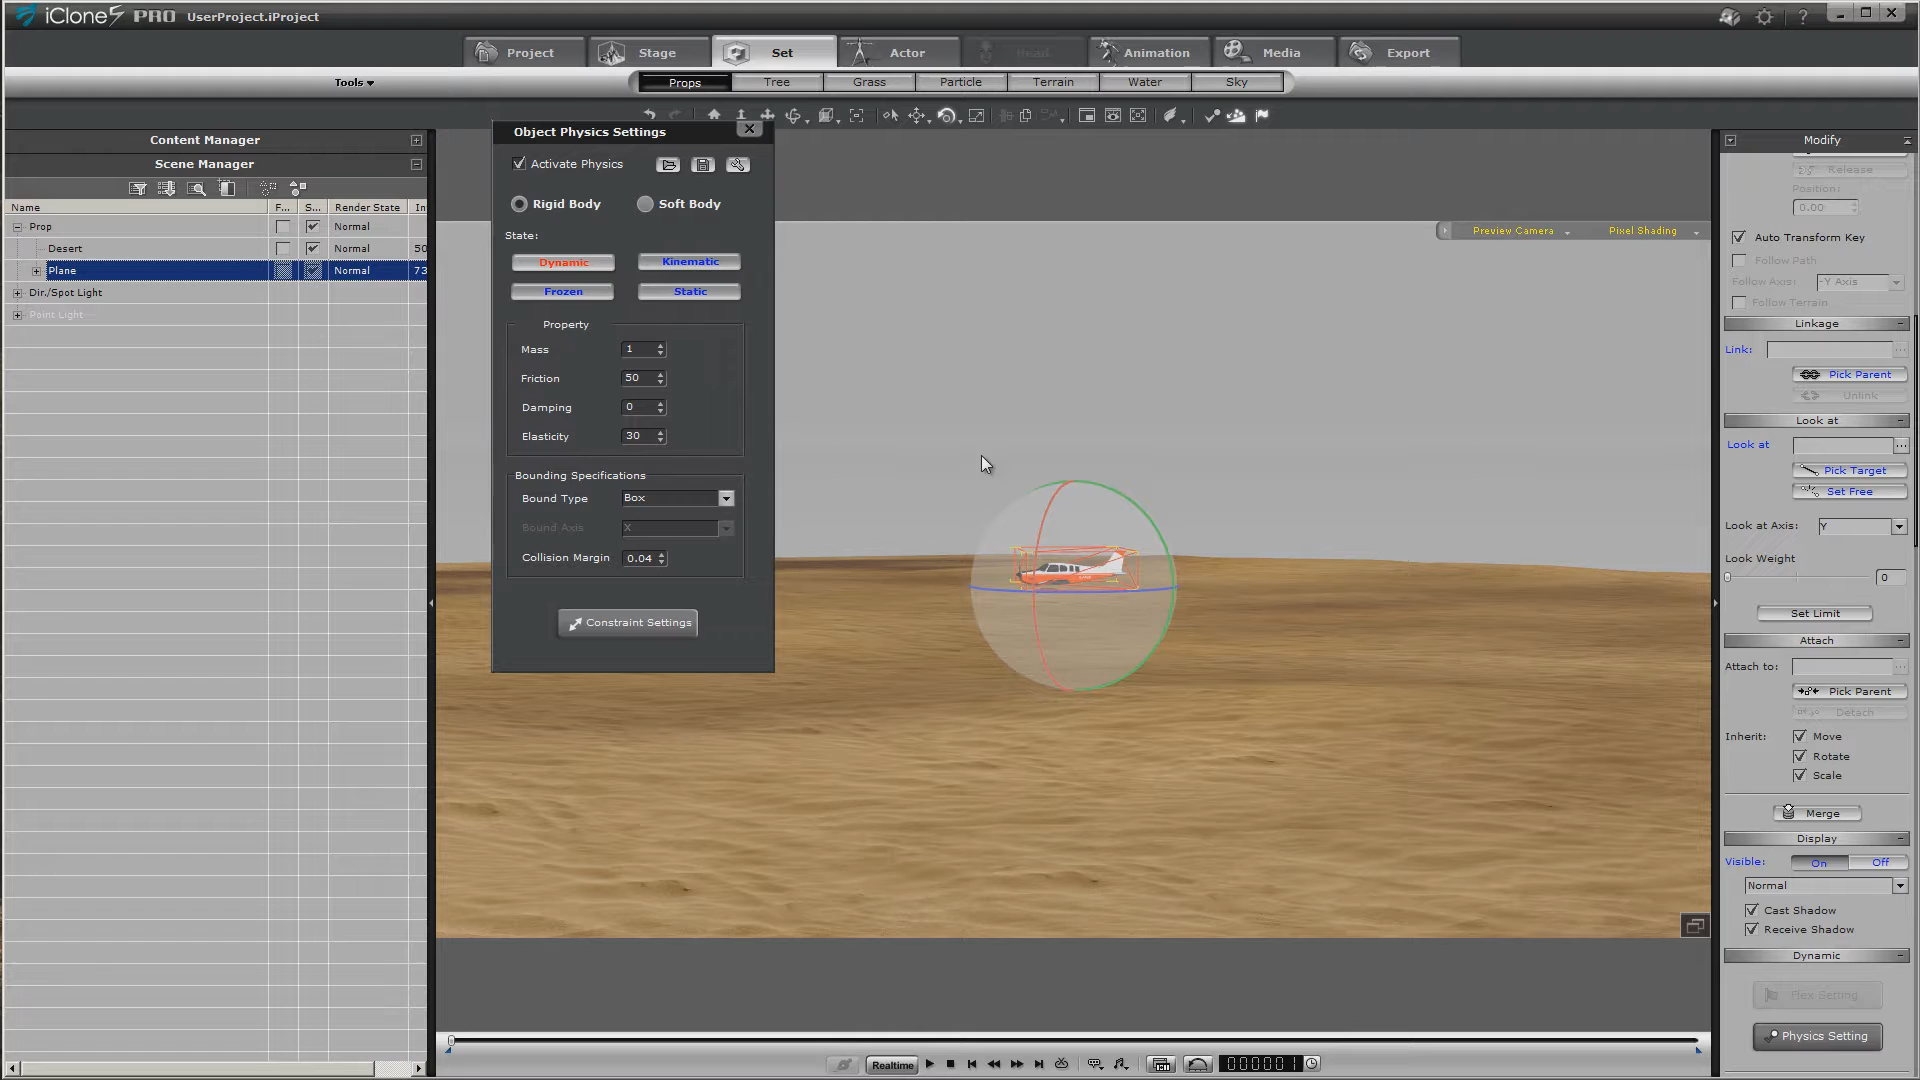 iClone5 PRO UserProject.iProject
Project Stage Set Actor Head Animation Media Export
Tools Props Tree Grass Particle Terrain Water Sky
Content Manager
Scene Manager
Name F... S... Render State In
Prop Normal
Desert Normal 50
Plane Normal 73
Dir./Spot Light
Point Light
Object Physics Settings
Activate Physics
Rigid Body Soft Body
State:
Dynamic Kinematic
Frozen Static
Property
Mass 1
Friction 50
Damping 0
Elasticity 30
Bounding Specifications
Bound Type Box
Bound Axis X
Collision Margin 0.04
Constraint Settings
Preview Camera Pixel Shading
Modify
Release
Position:
0.00
Auto Transform Key
Follow Path
Follow Axis: -Y Axis
Follow Terrain
Linkage
Link:
Pick Parent
Unlink
Look at
Look at
Pick Target
Set Free
Look at Axis: Y
Look Weight
0
Set Limit
Attach
Attach to:
Pick Parent
Detach
Inherit: Move
Rotate
Scale
Merge
Display
Visible: On Off
Normal
Cast Shadow
Receive Shadow
Dynamic
Flex Setting
Physics Setting
Realtime 000001